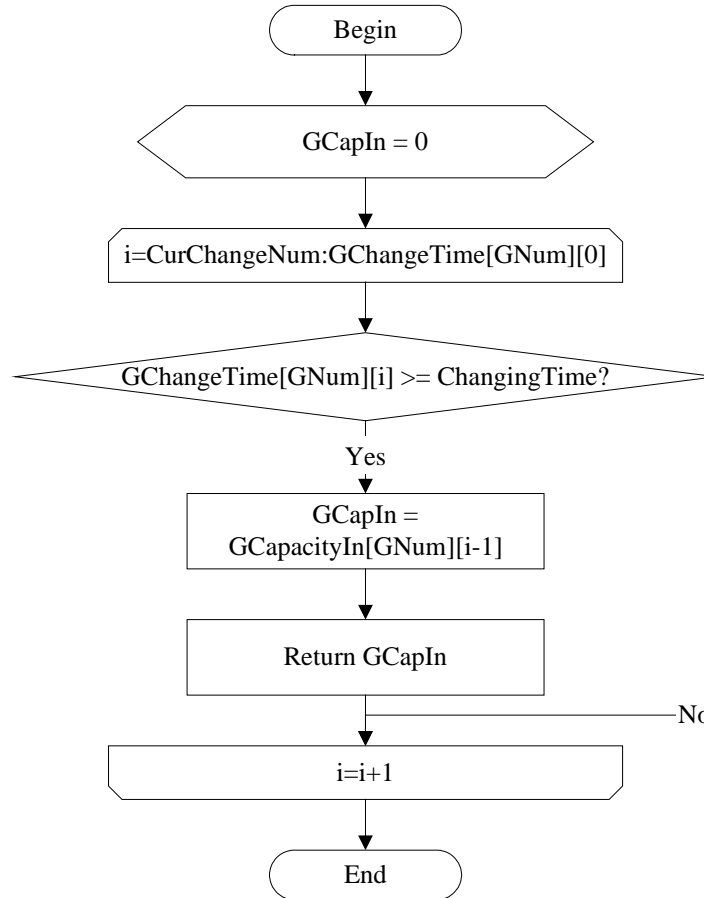 Begin
GCapIn = 0
i=CurChangeNum:GChangeTime[GNum][0]
GChangeTime[GNum][i] >= ChangingTime?
Yes
GCapIn =
GCapacityIn[GNum][i-1]
Return GCapIn
No
i=i+1
End